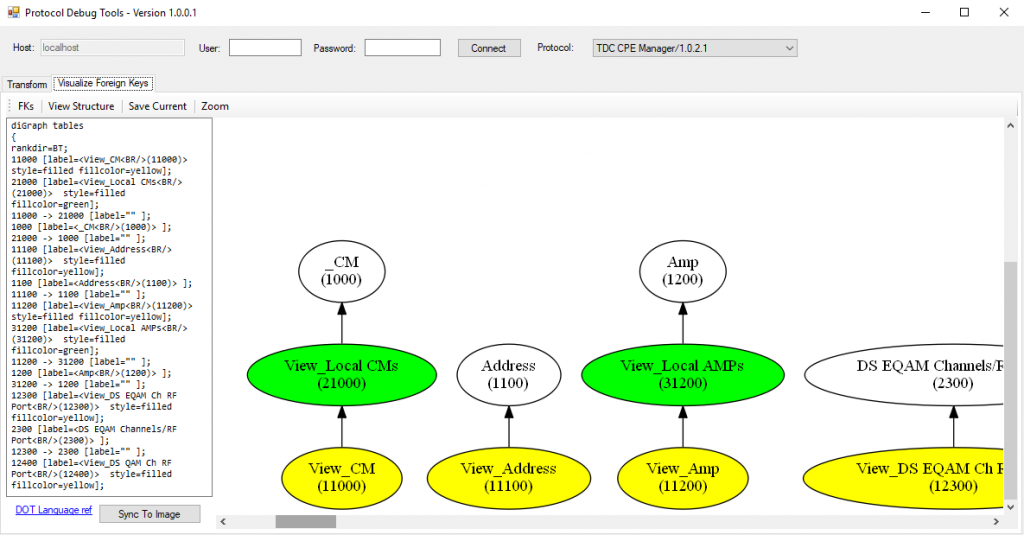 Protocol Debug Tools - Version 1.0.0.1
Host: localhost User: Password: Connect Protocol: TDC CPE Manager/1.0.2.1
Transform Visualize Foreign Keys
FKs View Structure Save Current Zoom
diGraph tables
{
rankdir=BT;
11000 [label=<View_CM<BR/>(11000)>
style=filled fillcolor=yellow];
21000 [label=<View_Local CMs<BR/>
(21000)>  style=filled
fillcolor=green];
11000 -> 21000 [label="" ];
1000 [label=<_CM<BR/>(1000)> ];
21000 -> 1000 [label="" ];
11100 [label=<View_Address<BR/>
(11100)>  style=filled
fillcolor=yellow];
1100 [label=<Address<BR/>(1100)> ];
11100 -> 1100 [label="" ];
11200 [label=<View_Amp<BR/>(11200)>
style=filled fillcolor=yellow];
31200 [label=<View_Local AMPs<BR/>
(31200)>  style=filled
fillcolor=green];
11200 -> 31200 [label="" ];
1200 [label=<Amp<BR/>(1200)> ];
31200 -> 1200 [label="" ];
12300 [label=<View_DS EQAM Ch RF
Port<BR/>(12300)>  style=filled
fillcolor=yellow];
2300 [label=<DS EQAM Channels/RF
Port<BR/>(2300)> ];
12300 -> 2300 [label="" ];
12400 [label=<View_DS QAM Ch RF
Port<BR/>(12400)>  style=filled
fillcolor=yellow];
DOT Language ref Sync To Image
_CM
(1000)
Amp
(1200)
View_Local CMs
(21000)
Address
(1100)
View_Local AMPs
(31200)
DS EQAM Channels/R
(2300)
View_CM
(11000)
View_Address
(11100)
View_Amp
(11200)
View_DS EQAM Ch
(12300)